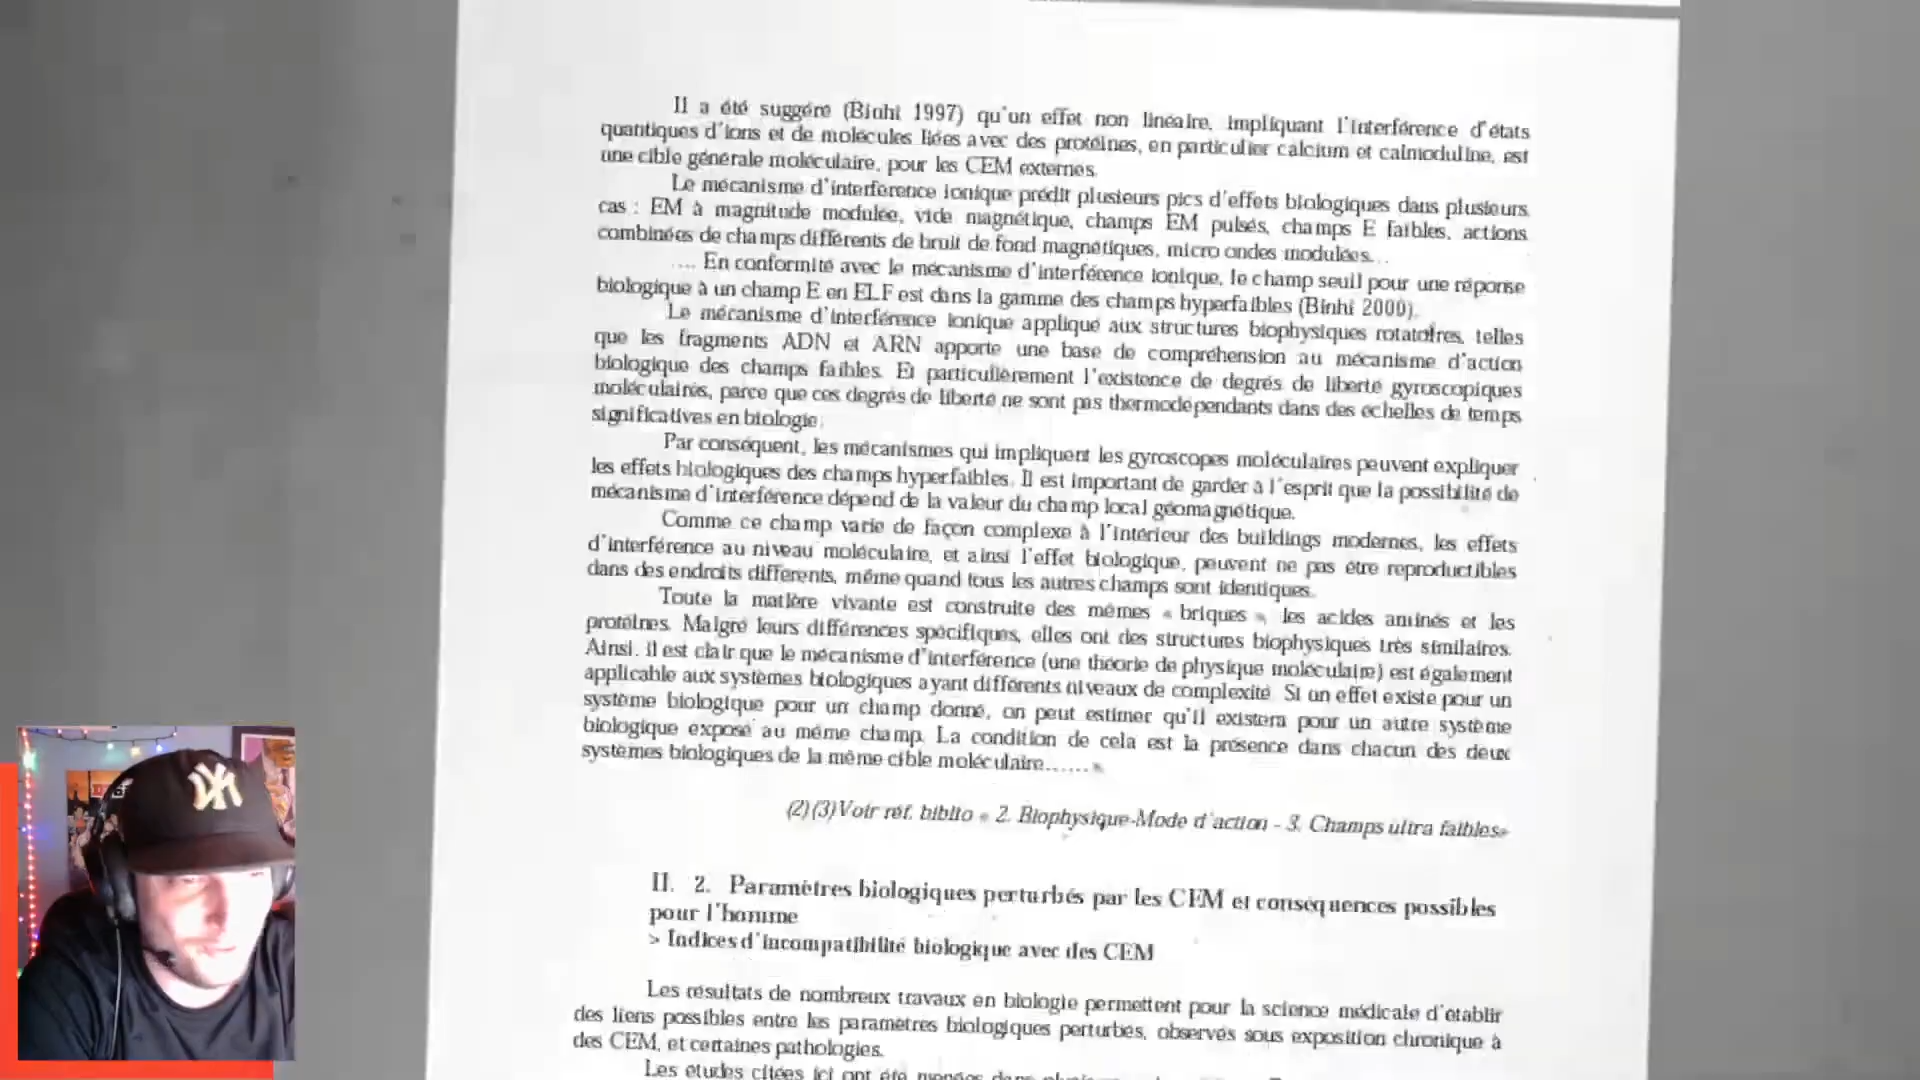 Il a été suggéré (Binhi 1997) qu'un effet non linéaire, impliquant l'interférence d'états
quantiques d'ions et de molécules liées avec des protéines, en particulier calcium et calmoduline, est
une cible générale moléculaire, pour les CEM externes.
Le mécanisme d'interférence ionique prédit plusieurs pics d'effets biologiques dans plusieurs
cas : EM à magnitude modulée, vide magnétique, champs EM pulsés, champs E faibles, actions
combinées de champs différents de bruit de fond magnétiques, micro ondes modulées...
.... En conformité avec le mécanisme d'interférence ionique, le champ seuil pour une réponse
biologique à un champ E en ELF est dans la gamme des champs hyperfaibles (Binhi 2000).
Le mécanisme d'interférence ionique appliqué aux structures biophysiques rotatoires, telles
que les fragments ADN et ARN apporte une base de compréhension au mécanisme d'action
biologique des champs faibles. Et particulièrement l'existence de degrés de liberté gyroscopiques
moléculaires, parce que ces degrés de liberté ne sont pas thermodépendants dans des échelles de temps
significatives en biologie.
Par conséquent, les mécanismes qui impliquent les gyroscopes moléculaires peuvent expliquer
les effets biologiques des champs hyperfaibles. Il est important de garder à l'esprit que la possibilité de
mécanisme d'interférence dépend de la valeur du champ local géomagnétique.
Comme ce champ varie de façon complexe à l'intérieur des buildings modernes, les effets
d'interférence au niveau moléculaire, et ainsi l'effet biologique, peuvent ne pas être reproductibles
dans des endroits différents, même quand tous les autres champs sont identiques.
Toute la matière vivante est construite des mêmes « briques », les acides aminés et les
protéines. Malgré leurs différences spécifiques, elles ont des structures biophysiques très similaires.
Ainsi, il est clair que le mécanisme d'interférence (une théorie de physique moléculaire) est également
applicable aux systèmes biologiques ayant différents niveaux de complexité. Si un effet existe pour un
système biologique pour un champ donné, on peut estimer qu'il existera pour un autre système
biologique exposé au même champ. La condition de cela est la présence dans chacun des deux
systèmes biologiques de la même cible moléculaire...... »
(2)(3)Voir réf. biblio « 2. Biophysique-Mode d'action - 3. Champs ultra faibles»
II. 2. Paramètres biologiques perturbés par les CEM et conséquences possibles
pour l'homme
> Indices d'incompatibilité biologique avec des CEM
Les résultats de nombreux travaux en biologie permettent pour la science médicale d'établir
des liens possibles entre les paramètres biologiques perturbés, observés sous exposition chronique à
des CEM, et certaines pathologies.
Les études citées ici ont été menées dans
NY